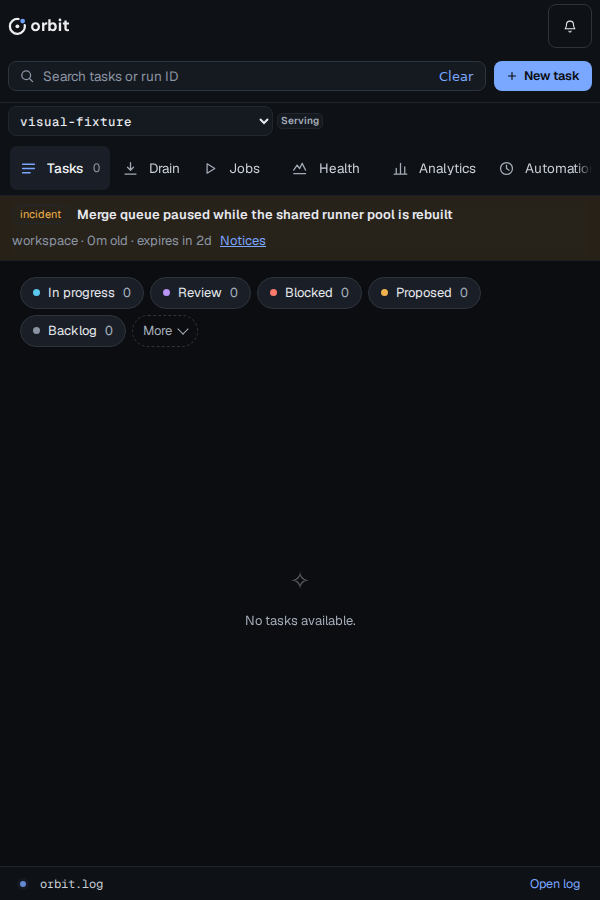 orbit
Search tasks or run ID Clear + New task
visual-fixture Serving
Tasks 0 Drain Jobs Health Analytics Automatio
incident Merge queue paused while the shared runner pool is rebuilt
workspace · 0m old · expires in 2d Notices
In progress 0 Review 0 Blocked 0 Proposed 0
Backlog 0 More
No tasks available.
orbit.log Open log